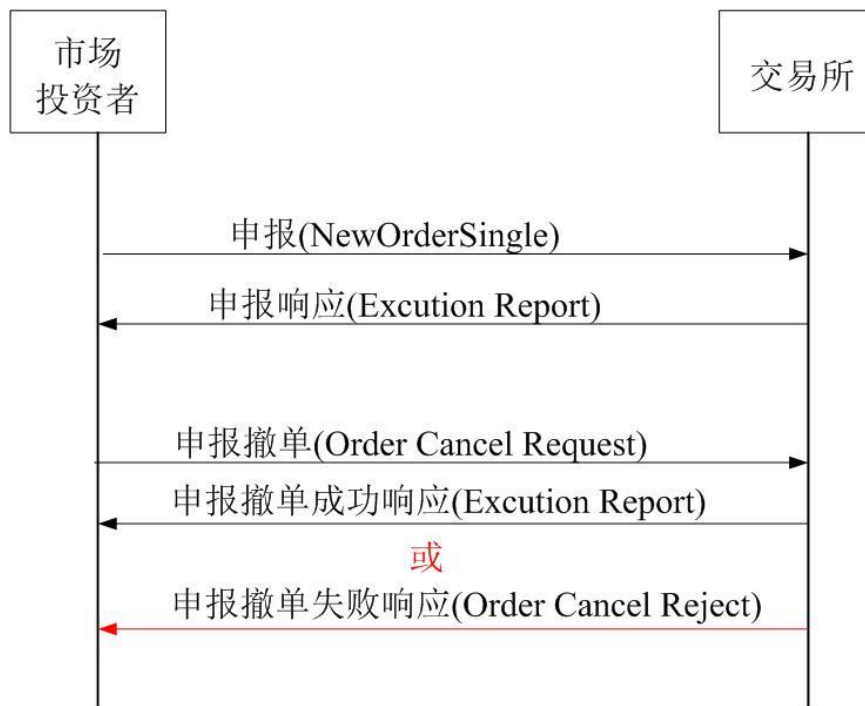 市场
投资者
交易所
申报(NewOrderSingle)
申报响应(Excution Report)
申报撤单(Order Cancel Request)
申报撤单成功响应(Excution Report)
或
申报撤单失败响应(Order Cancel Reject)